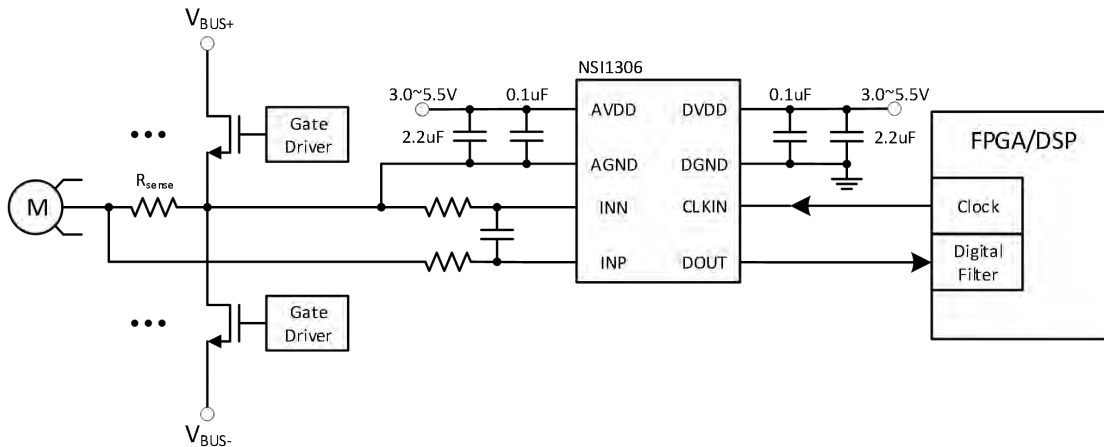 VBUS+
NSI1306
3.0~5.5V
0.1uF
2.2uF
AVDD
DVDD
0.1uF
3.0~5.5V
2.2uF
Gate
Driver
AGND
DGND
FPGA/DSP
Rsense
M
INN
CLKIN
Clock
INP
DOUT
Digital
Filter
Gate
Driver
VBUS-